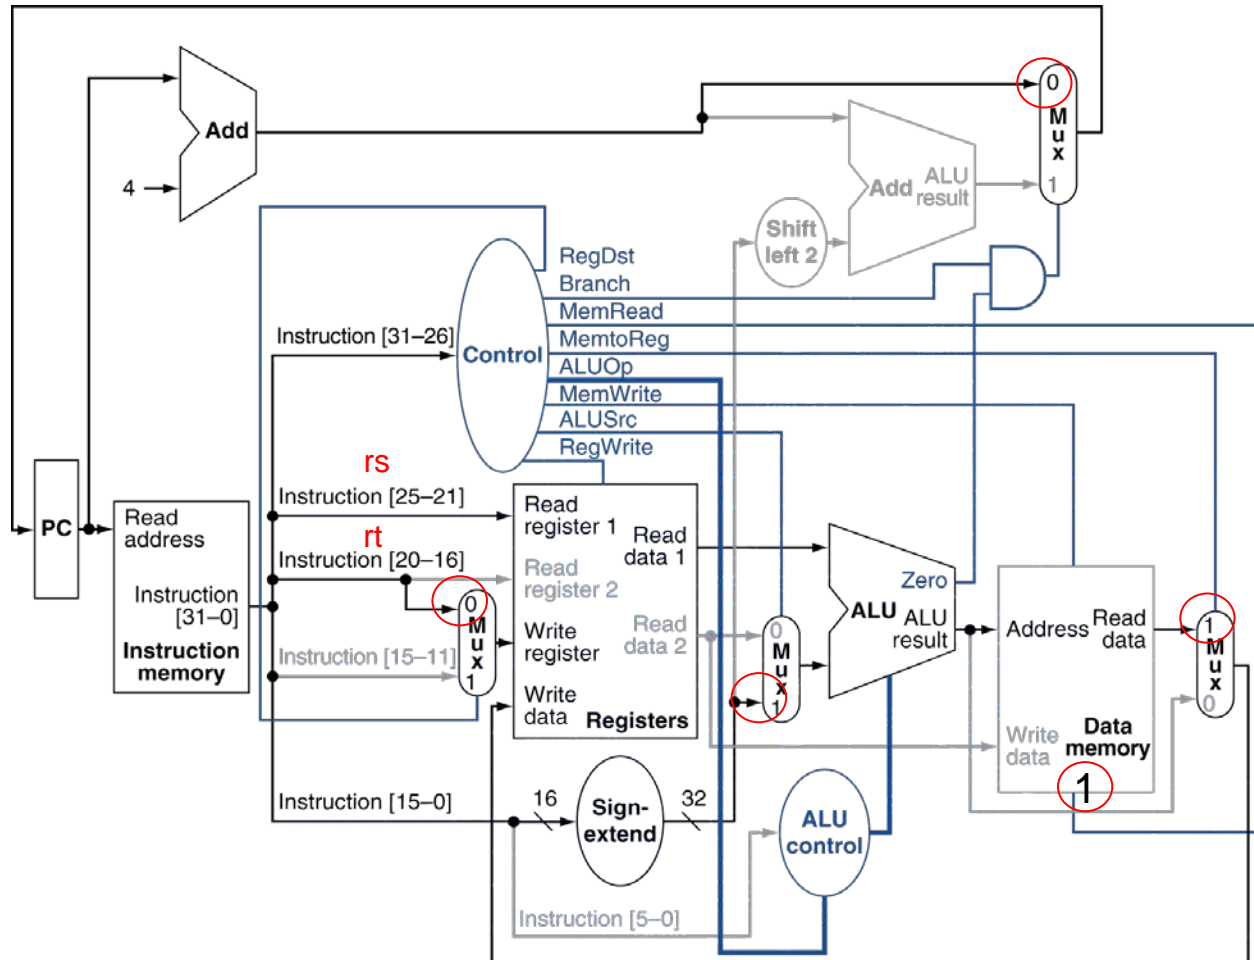 0
M
u
x
1
Add
4
Add
ALU
result
Shift
left 2
RegDst
Branch
MemRead
MemtoReg
ALUOp
MemWrite
ALUSrc
RegWrite
Instruction [31–26]
Control
rs
Instruction [25–21]
rt
Instruction [20–16]
PC
Read
address
Instruction
[31–0]
Instruction
memory
Instruction [15–11]
0
M
u
x
1
Read
register 1
Read
register 2
Write
register
Write
data
Read
data 1
Read
data 2
Registers
0
M
u
x
1
Zero
ALU
ALU
result
Address
Read
data
Write
data
Data
memory
1
1
M
u
x
0
Instruction [15–0]
16
Sign-
extend
32
ALU
control
Instruction [5–0]